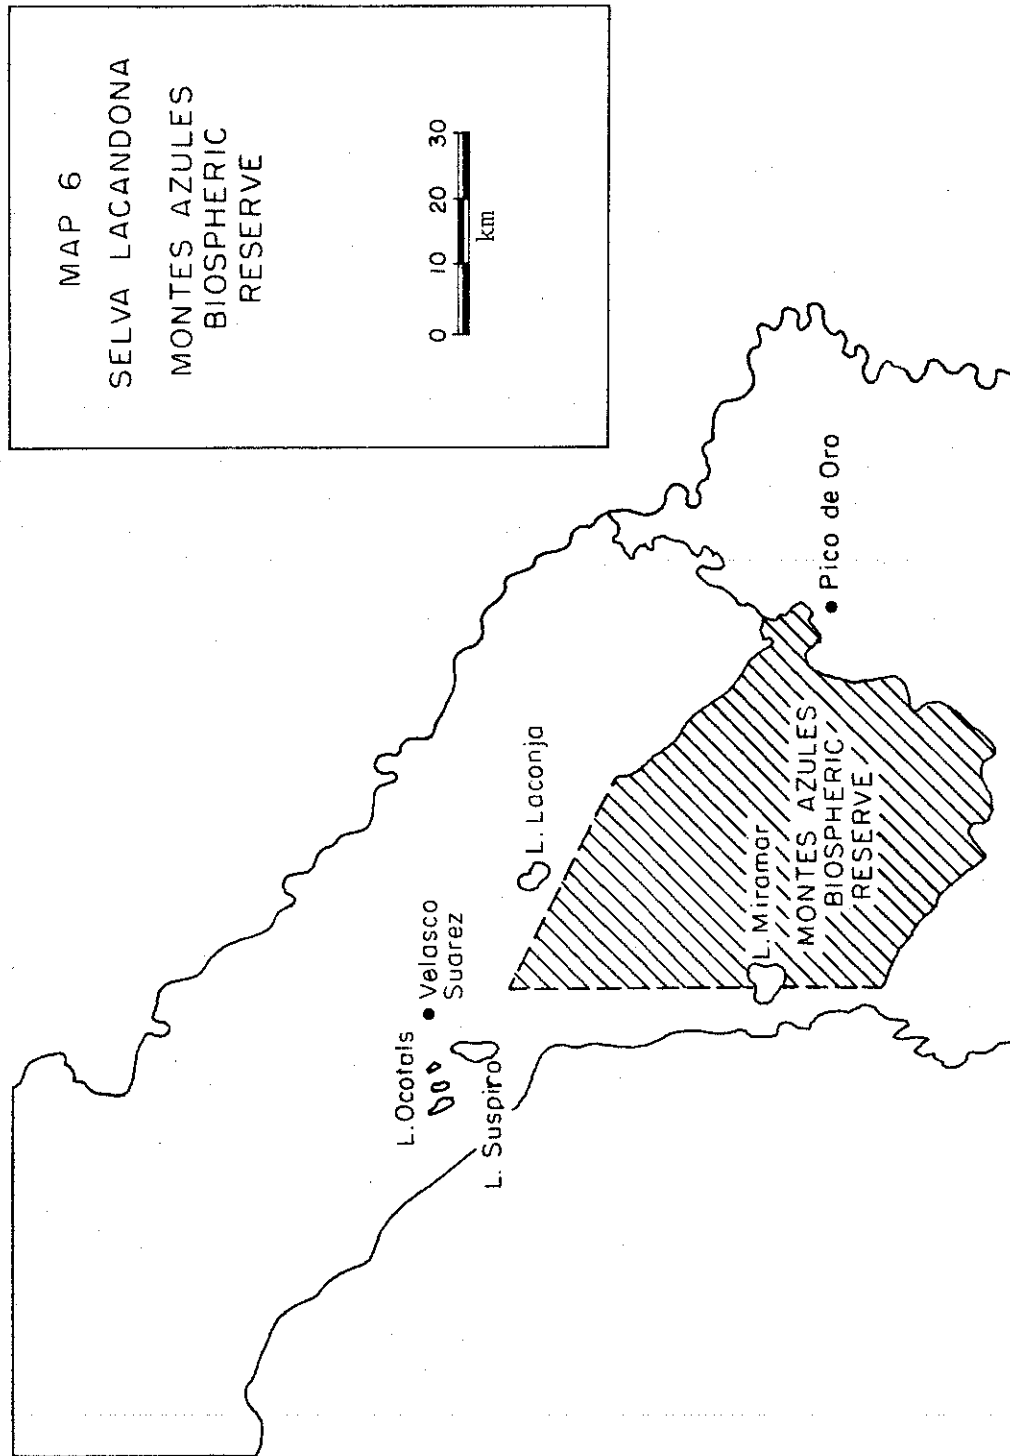 MAP 6
SELVA LACANDONA
MONTES AZULES
BIOSPHERIC
RESERVE
0 10 20 30
km
L. Ocotals
Velasco
Suarez
L. Suspiro
L. Laconja
L. Miramar
MONTES AZULES
BIOSPHERIC
RESERVE
Pico de Oro